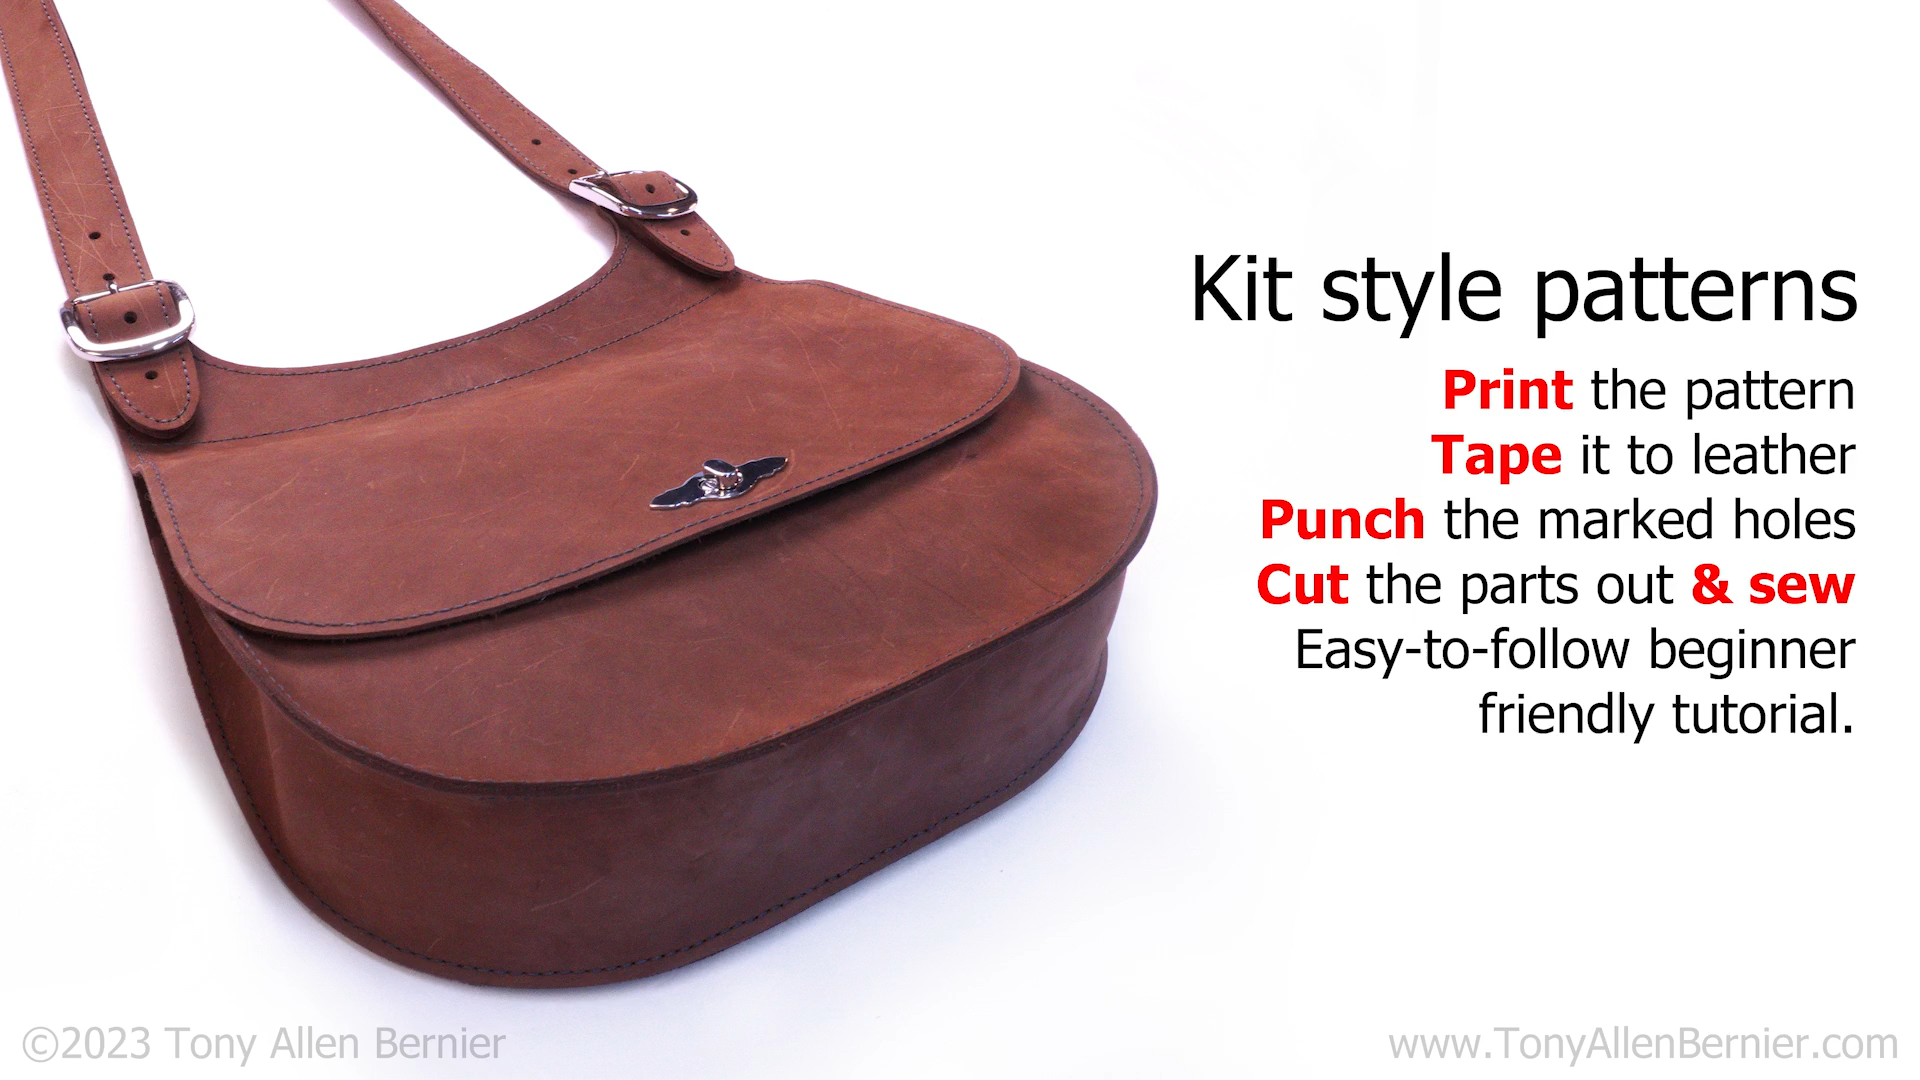 Kit style patterns
Print the pattern
Tape it to leather
Punch the marked holes
Cut the parts out & sew
Easy-to-follow beginner
friendly tutorial.
©2023 Tony Allen Bernier
www.TonyAllenBernier.com